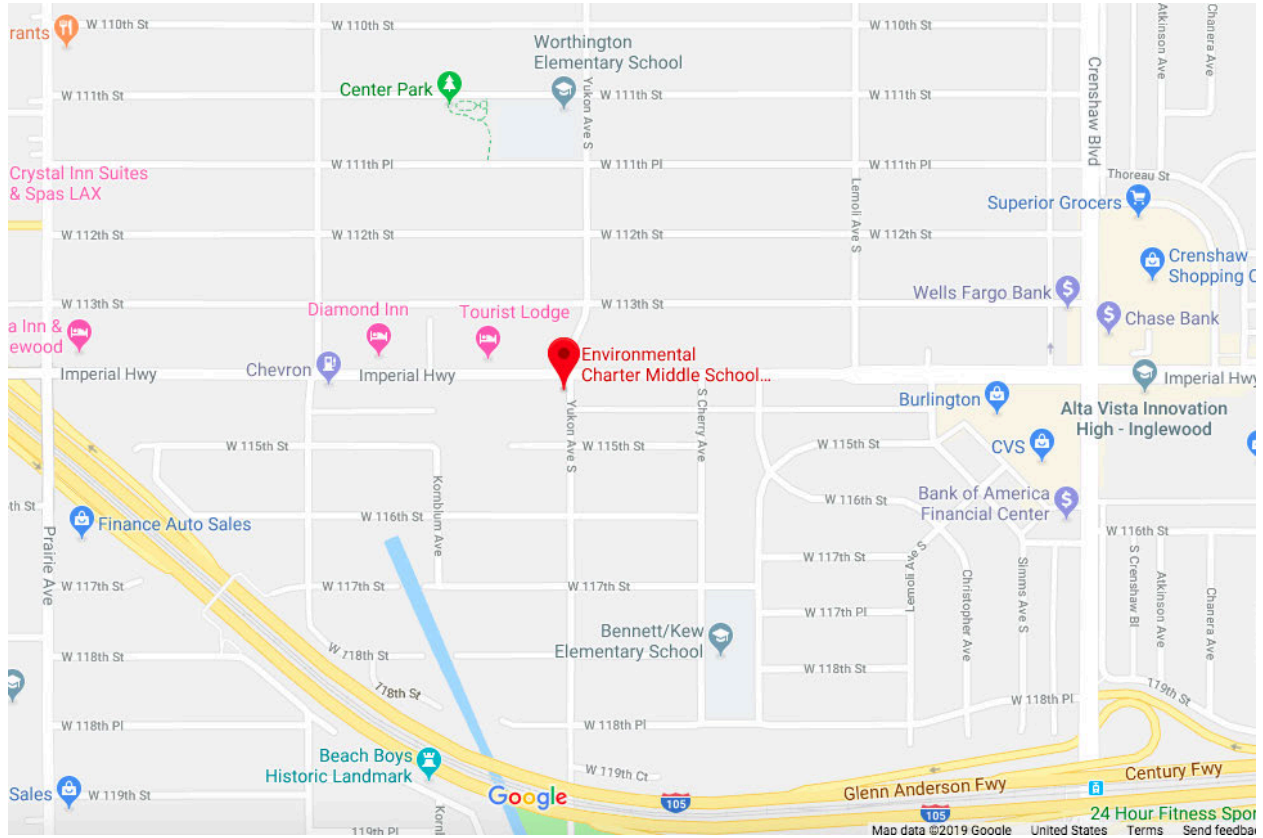 W 110th St
W 110th St
rants
Worthington
Elementary School
Atkinson Ave
Chanera Ave
Crenshaw Blvd
Center Park
Yukon Ave S
W 111th St
W 111th St
W 111th St
W 111th Pl
W 111th Pl
W 111th Pl
Crystal Inn Suites
& Spas LAX
Thoreau St
Lemoli Ave S
Superior Grocers
W 112th St
W 112th St
W 112th St
W 112th St
Crenshaw
Shopping C
Wells Fargo Bank
W 113th St
W 113th St
Diamond Inn
Tourist Lodge
Chase Bank
a Inn &
ewood
Environmental
Charter Middle School...
Chevron
Imperial Hwy
Imperial Hwy
Imperial Hwy
S Cherry Ave
Burlington
Alta Vista Innovation
High - Inglewood
Yukon Ave S
W 115th St
W 115th St
W 115th St
CVS
Kornblum Ave
W 116th St
Bank of America
Financial Center
th St
Finance Auto Sales
W 116th St
W 116th St
Prairie Ave
W 117th St
W 117th St
W 117th St
W 117th St
Lemoli Ave S
Christopher Ave
Simms Ave S
S Crenshaw Bl
Atkinson Ave
Chanera Ave
W 117th Pl
Bennett/Kew
Elementary School
W 118th St
W 118th St
W 118th St
118th St
W 118th Pl
119th St
W 118th Pl
W 118th Pl
Beach Boys
Historic Landmark
W 119th Ct
Century Fwy
Glenn Anderson Fwy
Sales
W 119th St
Google
105
105
24 Hour Fitness Spor
Kornbl
119th Pl
Map data ©2019 Google
United States
Terms
Send feedba